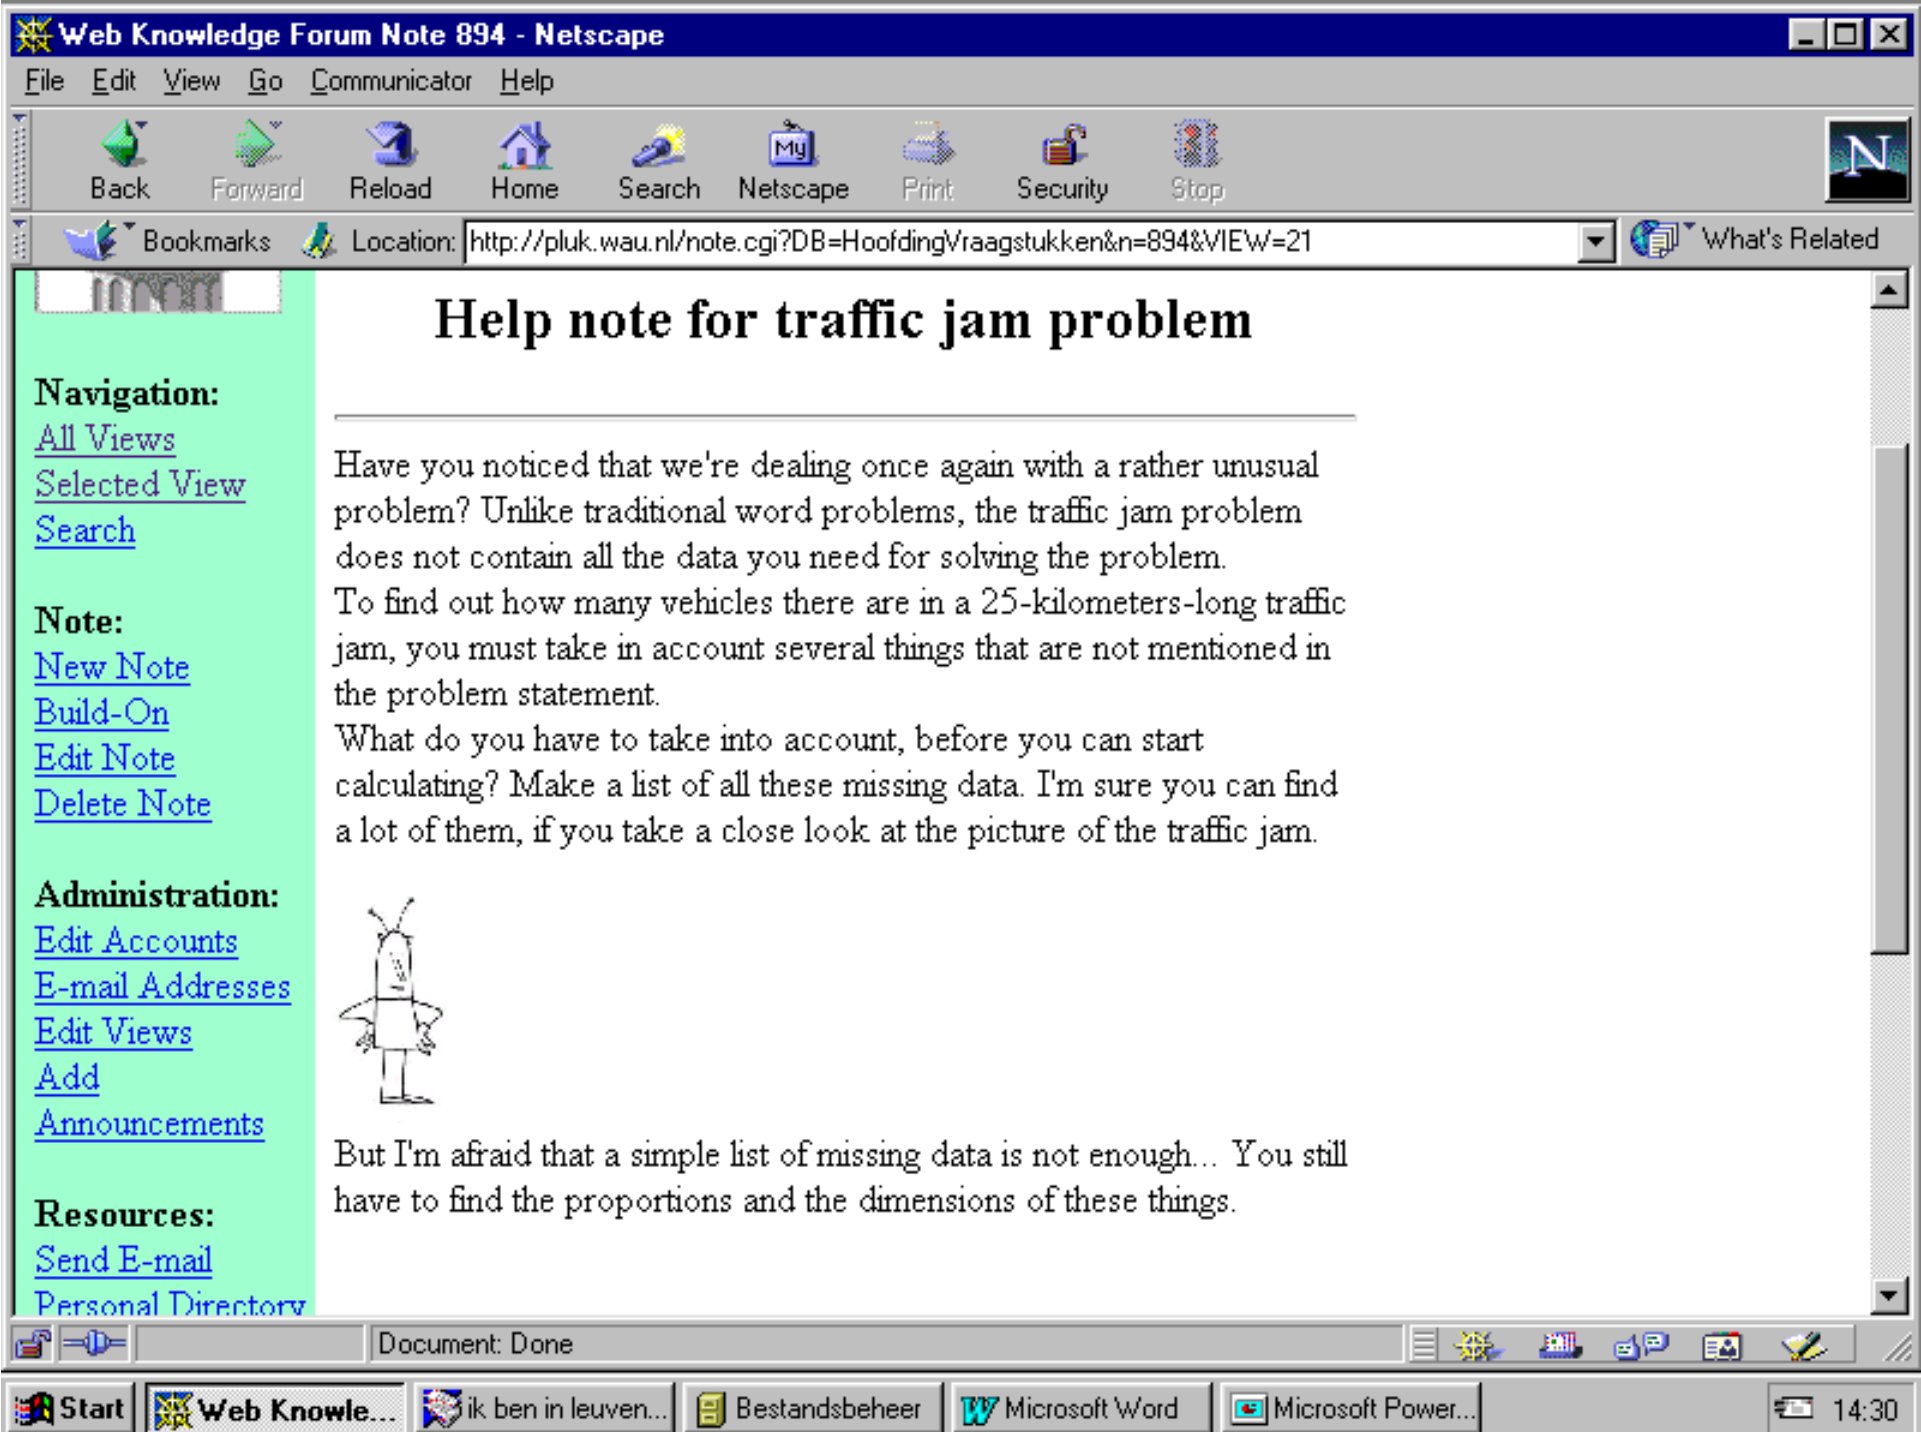 Web Knowledge Forum Note 894 - Netscape
File Edit View Go Communicator Help
My
N
Back Forward Reload Home Search Netscape Print Security Stop
Bookmarks Location: http://pluk.wau.nl/note.cgi?DB=HoofdingVraagstukken&n=894&VIEW=21 What's Related
Help note for traffic jam problem
Navigation:
All Views
Selected View
Search
Note:
New Note
Build-On
Edit Note
Delete Note
Administration:
Edit Accounts
E-mail Addresses
Edit Views
Add
Announcements
Resources:
Send E-mail
Personal Directory
Have you noticed that we're dealing once again with a rather unusual
problem? Unlike traditional word problems, the traffic jam problem
does not contain all the data you need for solving the problem.
To find out how many vehicles there are in a 25-kilometers-long traffic
jam, you must take in account several things that are not mentioned in
the problem statement.
What do you have to take into account, before you can start
calculating? Make a list of all these missing data. I'm sure you can find
a lot of them, if you take a close look at the picture of the traffic jam.
But I'm afraid that a simple list of missing data is not enough... You still
have to find the proportions and the dimensions of these things.
Document: Done
Start Web Knowle... ik ben in leuven... Bestandsbeheer Microsoft Word Microsoft Power... 14:30